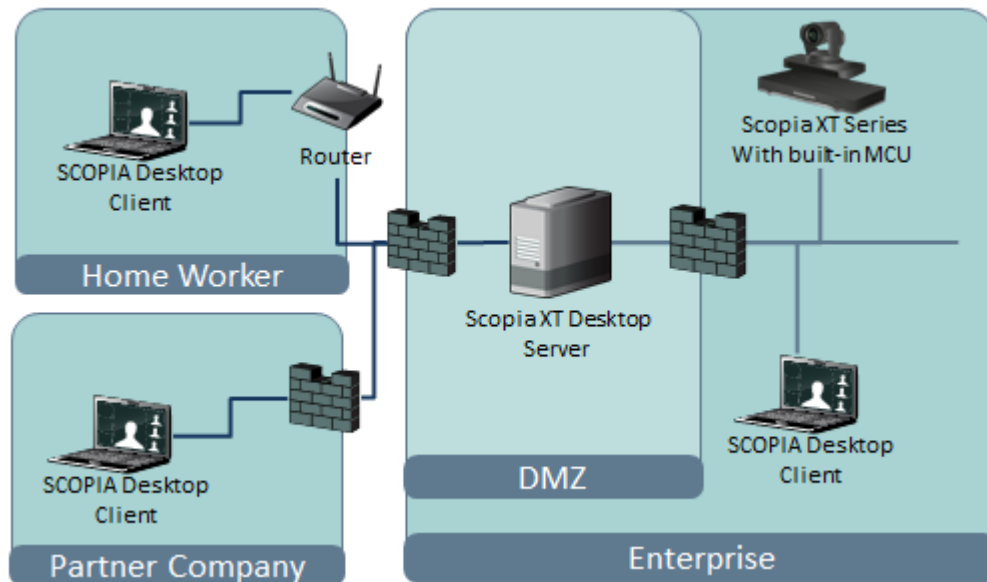 SCOPIA Desktop
Client
Router
Home Worker
SCOPIA Desktop
Client
Partner Company
Scopia XT Desktop
Server
DMZ
Scopia XT Series
With built-in MCU
SCOPIA Desktop
Client
Enterprise